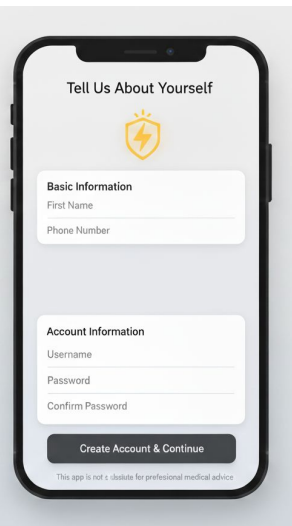 Tell Us About Yourself
Basic Information
First Name
Phone Number
Account Information
Username
Password
Confirm Password
Create Account & Continue
This app is not a for prefesional medical advice